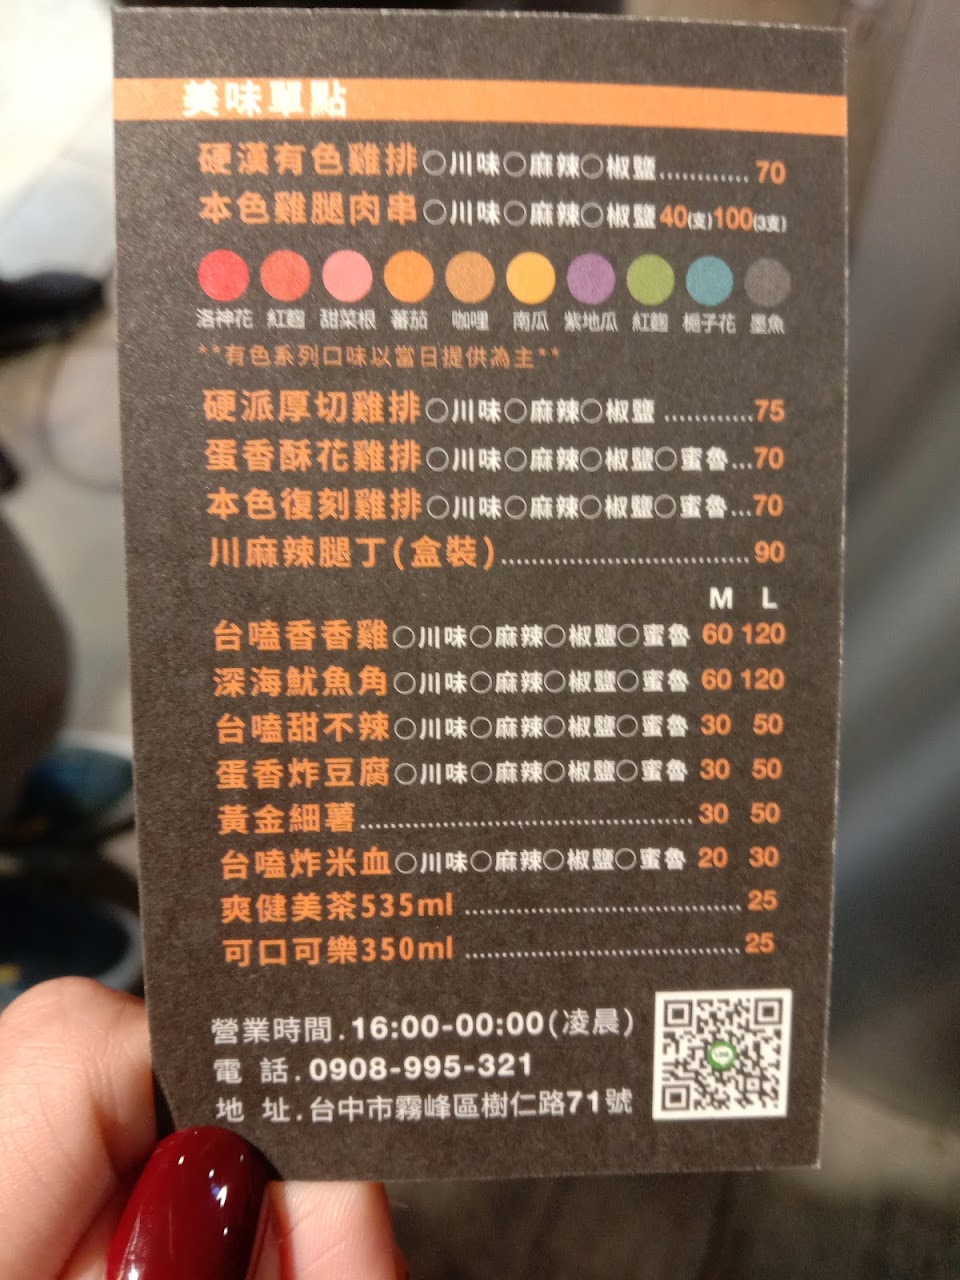 美味單點
硬漢有色雞排○川味○麻辣○椒鹽............70
本色雞腿肉串○川味○麻辣○椒鹽 40(支)100(3支)
洛神花 紅麴 甜菜根 蕃茄 咖哩 南瓜 紫地瓜 紅麴 梔子花 墨魚
**有色系列口味以當日提供為主**
硬派厚切雞排○川味○麻辣○椒鹽............75
蛋香酥花雞排○川味○麻辣○椒鹽○蜜魯...70
本色復刻雞排○川味○麻辣○椒鹽○蜜魯...70
川麻辣腿丁(盒裝)................................90
M L
台嗑香香雞○川味○麻辣○椒鹽○蜜魯 60 120
深海魷魚角○川味○麻辣○椒鹽○蜜魯 60 120
台嗑甜不辣○川味○麻辣○椒鹽○蜜魯 30 50
蛋香炸豆腐○川味○麻辣○椒鹽○蜜魯 30 50
黃金細薯............................................30 50
台嗑炸米血○川味○麻辣○椒鹽○蜜魯 20 30
爽健美茶535ml....................................25
可口可樂350ml....................................25
營業時間.16:00-00:00(凌晨)
電 話.0908-995-321
地 址.台中市霧峰區樹仁路71號